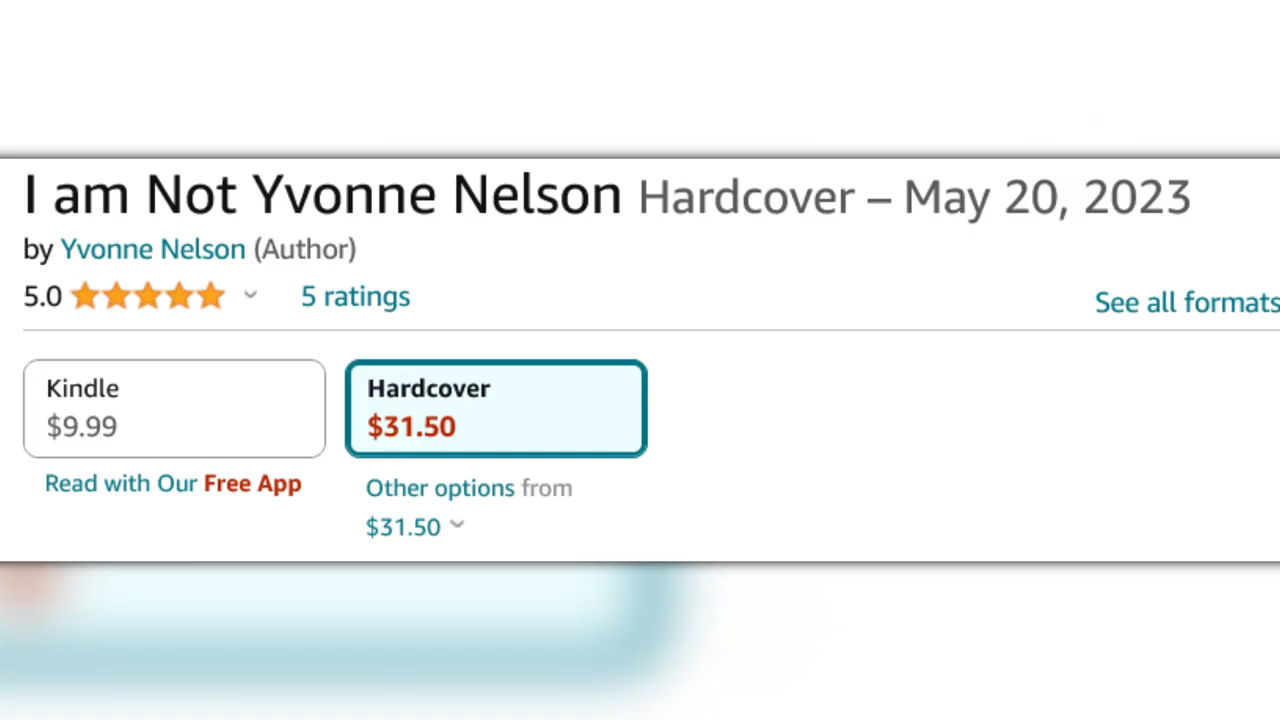 I am Not Yvonne Nelson Hardcover – May 20, 2023
by Yvonne Nelson (Author)
5.0 5 ratings
See all formats
Kindle
$9.99
Hardcover
$31.50
Read with Our Free App
Other options from
$31.50